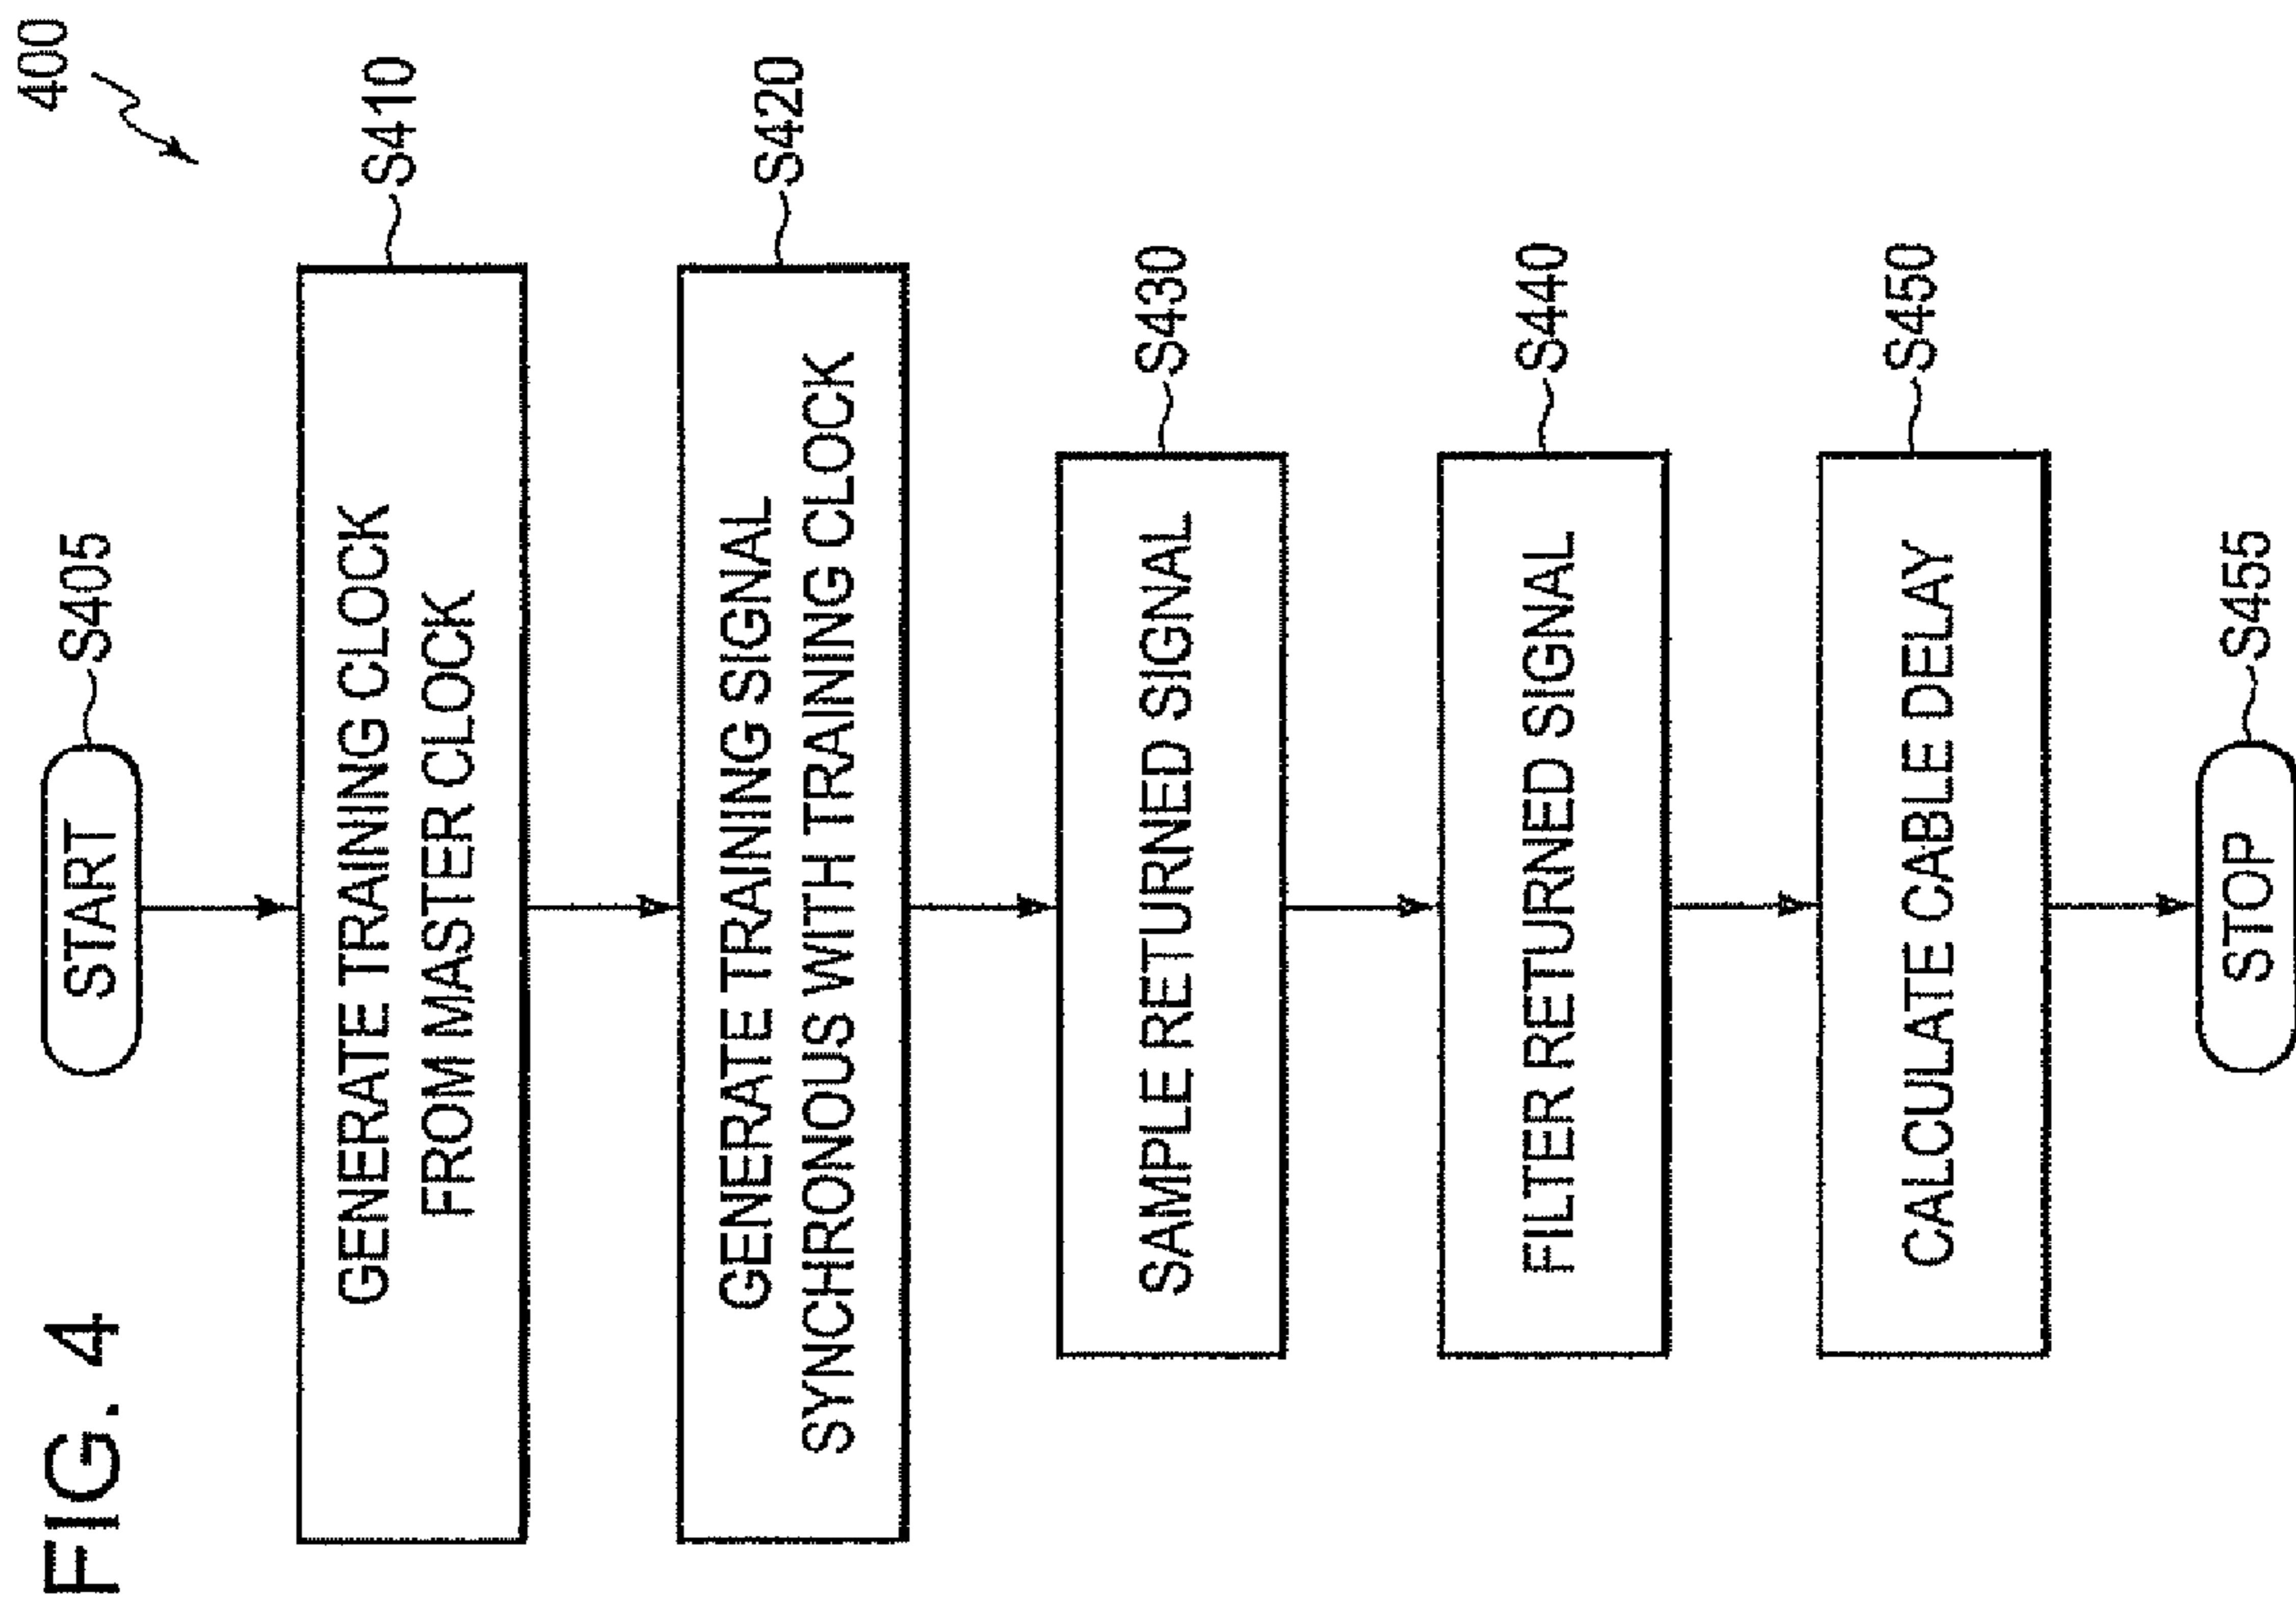 FIG. 4
400
START
S405
GENERATE TRAINING CLOCK
FROM MASTER CLOCK
S410
GENERATE TRAINING SIGNAL
SYNCHRONOUS WITH TRAINING CLOCK
S420
SAMPLE RETURNED SIGNAL
S430
FILTER RETURNED SIGNAL
S440
CALCULATE CABLE DELAY
S450
STOP
S455